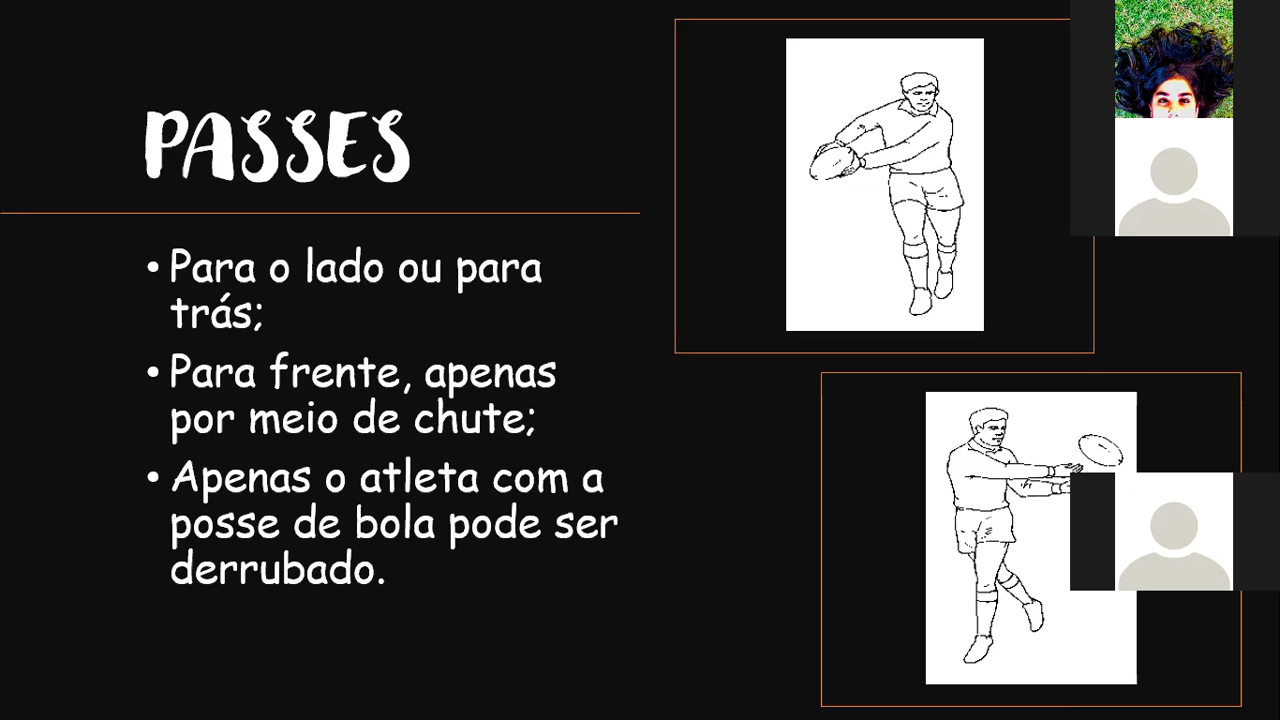 PASSES
• Para o lado ou para
trás;
• Para frente, apenas
por meio de chute;
• Apenas o atleta com a
posse de bola pode ser
derrubado.